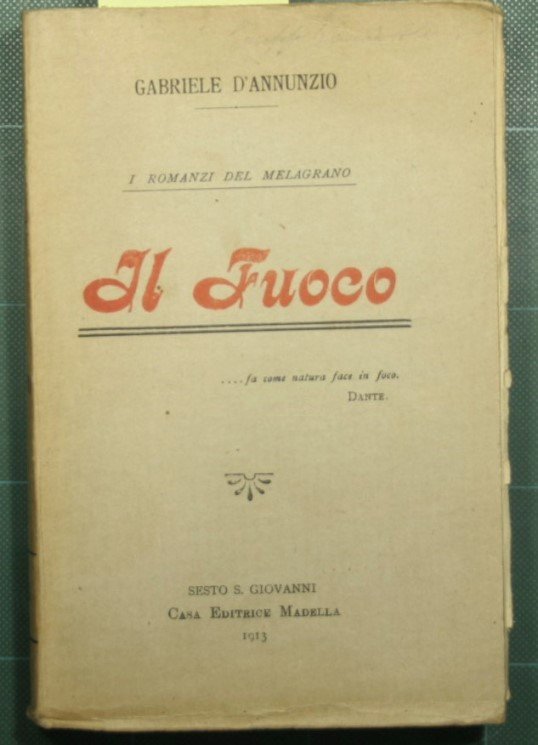 GABRIELE D'ANNUNZIO
I ROMANZI DEL MELAGRANO
Il Fuoco
....fa come natura face in foco.
DANTE.
SESTO S. GIOVANNI
CASA EDITRICE MADELLA
1913